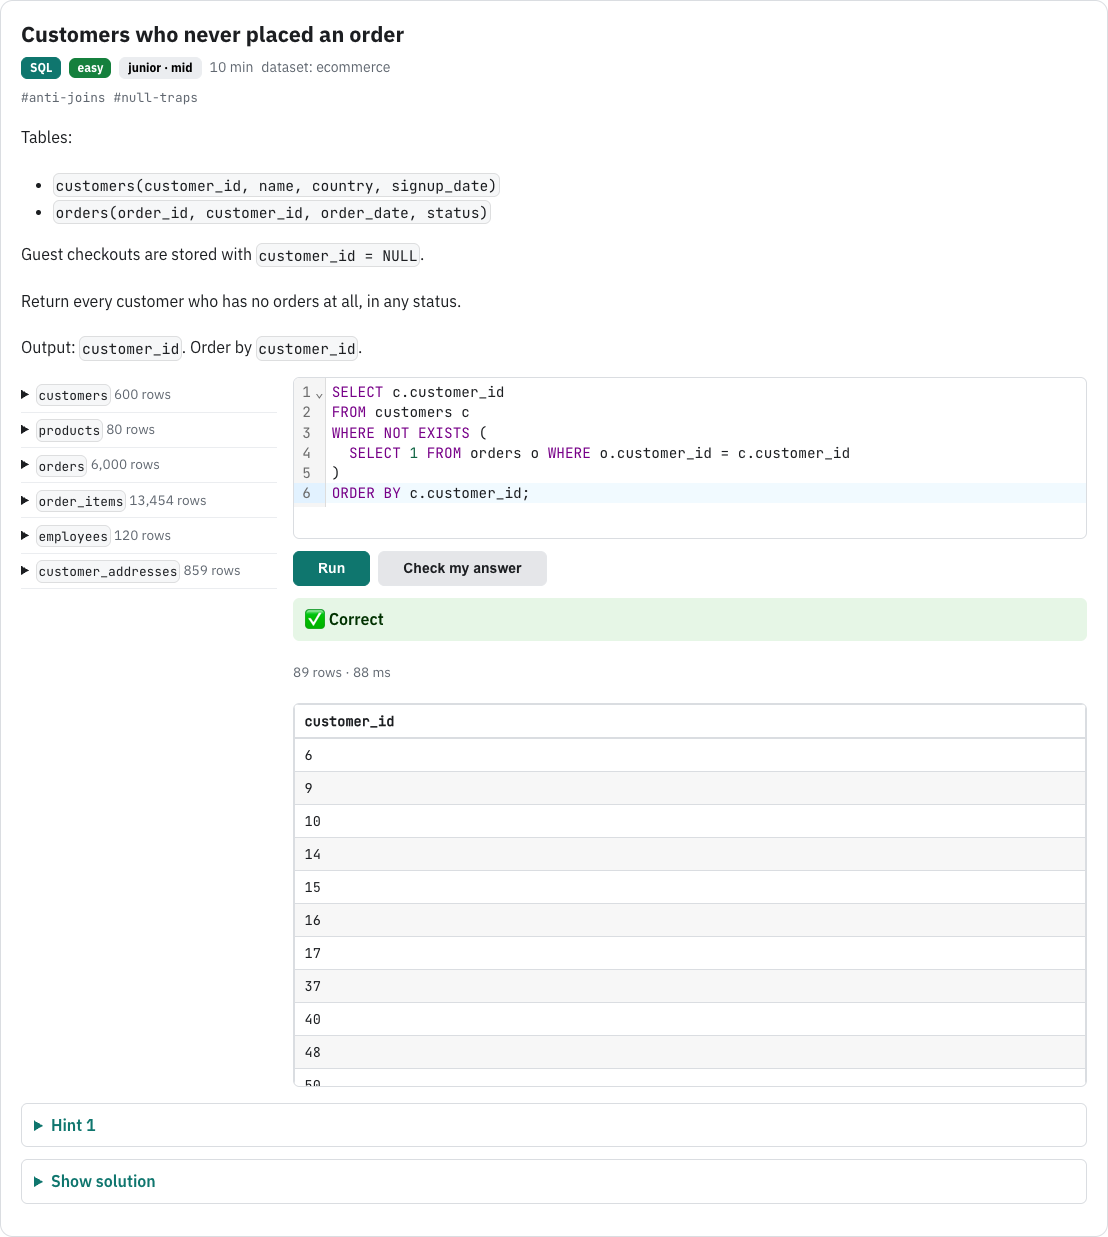 Customers who never placed an order
SQL easy junior · mid 10 min dataset: ecommerce
#anti-joins #null-traps
Tables:
customers(customer_id, name, country, signup_date)
orders(order_id, customer_id, order_date, status)
Guest checkouts are stored with customer_id = NULL.
Return every customer who has no orders at all, in any status.
Output: customer_id. Order by customer_id.
customers 600 rows
products 80 rows
orders 6,000 rows
order_items 13,454 rows
employees 120 rows
customer_addresses 859 rows
1 SELECT c.customer_id
2 FROM customers c
3 WHERE NOT EXISTS (
4 SELECT 1 FROM orders o WHERE o.customer_id = c.customer_id
5 )
6 ORDER BY c.customer_id;
Run Check my answer
✅ Correct
89 rows · 88 ms
customer_id
6
9
10
14
15
16
17
37
40
48
50
Hint 1
Show solution